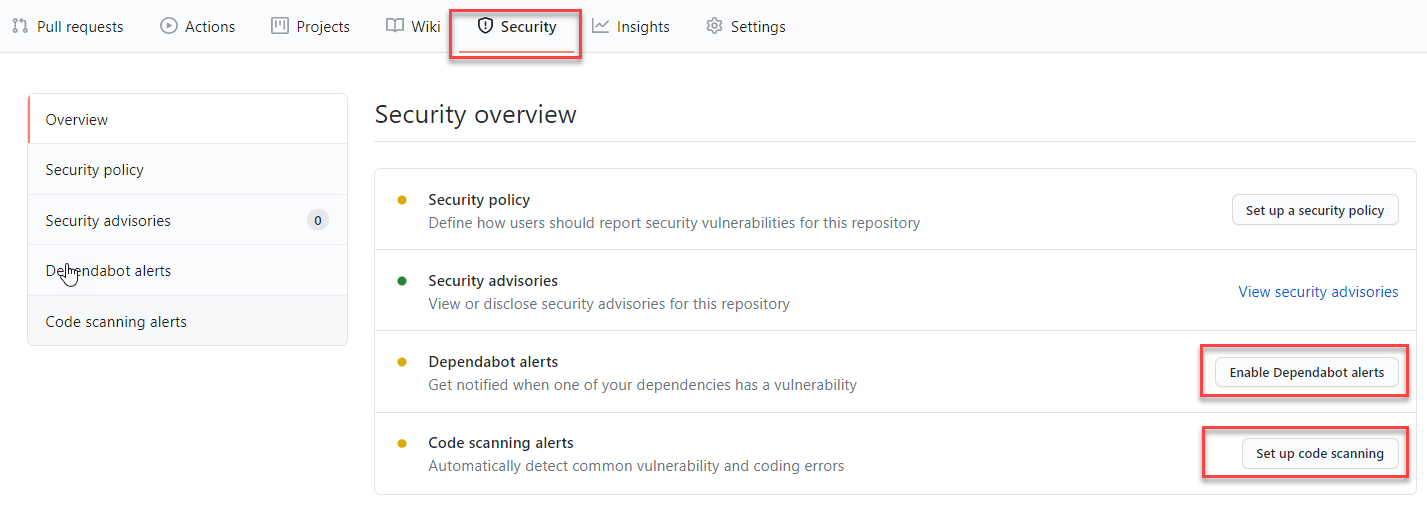 Pull requests Actions Projects Wiki Security Insights Settings
Overview
Security policy
Security advisories 0
Dependabot alerts
Code scanning alerts
Security overview
Security policy
Define how users should report security vulnerabilities for this repository
Set up a security policy
Security advisories
View or disclose security advisories for this repository
View security advisories
Dependabot alerts
Get notified when one of your dependencies has a vulnerability
Enable Dependabot alerts
Code scanning alerts
Automatically detect common vulnerability and coding errors
Set up code scanning